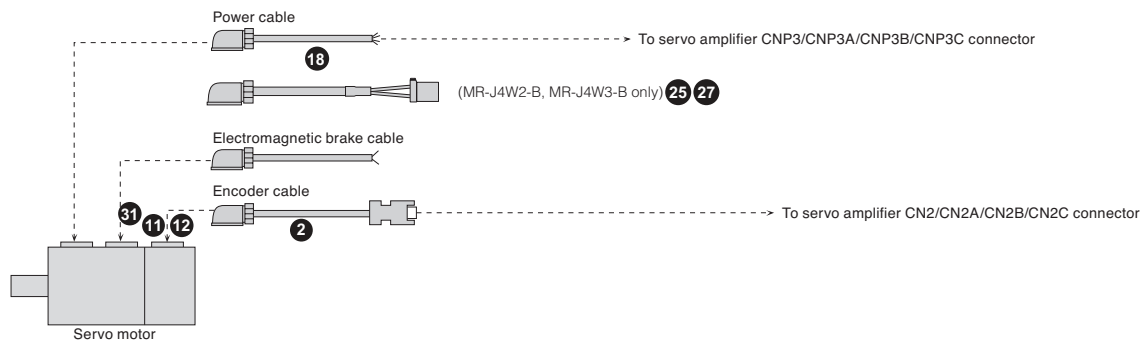 Power cable
To servo amplifier CNP3/CNP3A/CNP3B/CNP3C connector
18
(MR-J4W2-B, MR-J4W3-B only) 25 27
Electromagnetic brake cable
Encoder cable
31 11 12
To servo amplifier CN2/CN2A/CN2B/CN2C connector
2
Servo motor